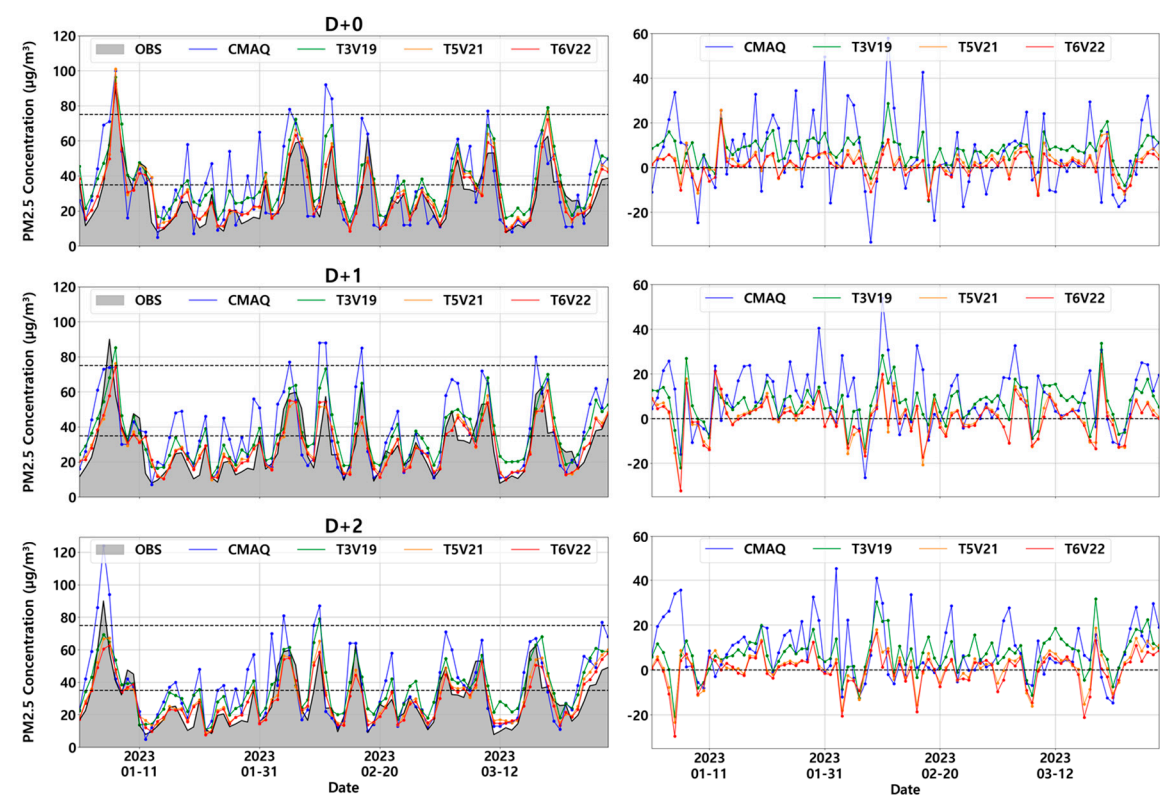 D+0
PM2.5 Concentration (μg/m³)
120
100
80
60
40
20
0
OBS CMAQ T3V19 T5V21 T6V22
60
40
20
0
-20
CMAQ T3V19 T5V21 T6V22
D+1
PM2.5 Concentration (μg/m³)
120
100
80
60
40
20
0
OBS CMAQ T3V19 T5V21 T6V22
60
40
20
0
-20
CMAQ T3V19 T5V21 T6V22
D+2
PM2.5 Concentration (μg/m³)
120
100
80
60
40
20
0
OBS CMAQ T3V19 T5V21 T6V22
2023 2023 2023 2023
01-11 01-31 02-20 03-12
Date
60
40
20
0
-20
CMAQ T3V19 T5V21 T6V22
2023 2023 2023 2023
01-11 01-31 02-20 03-12
Date